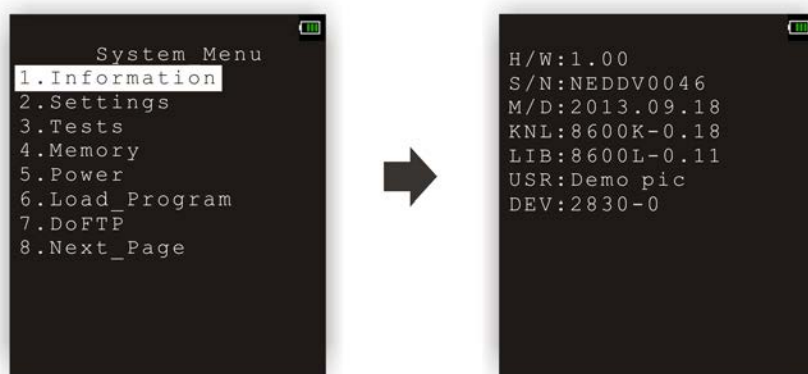 System Menu
1.Information
2.Settings
3.Tests
4.Memory
5.Power
6.Load_Program
7.DoFTP
8.Next_Page
H/W:1.00
S/N:NEDDV0046
M/D:2013.09.18
KNL:8600K-0.18
LIB:8600L-0.11
USR:Demo pic
DEV:2830-0